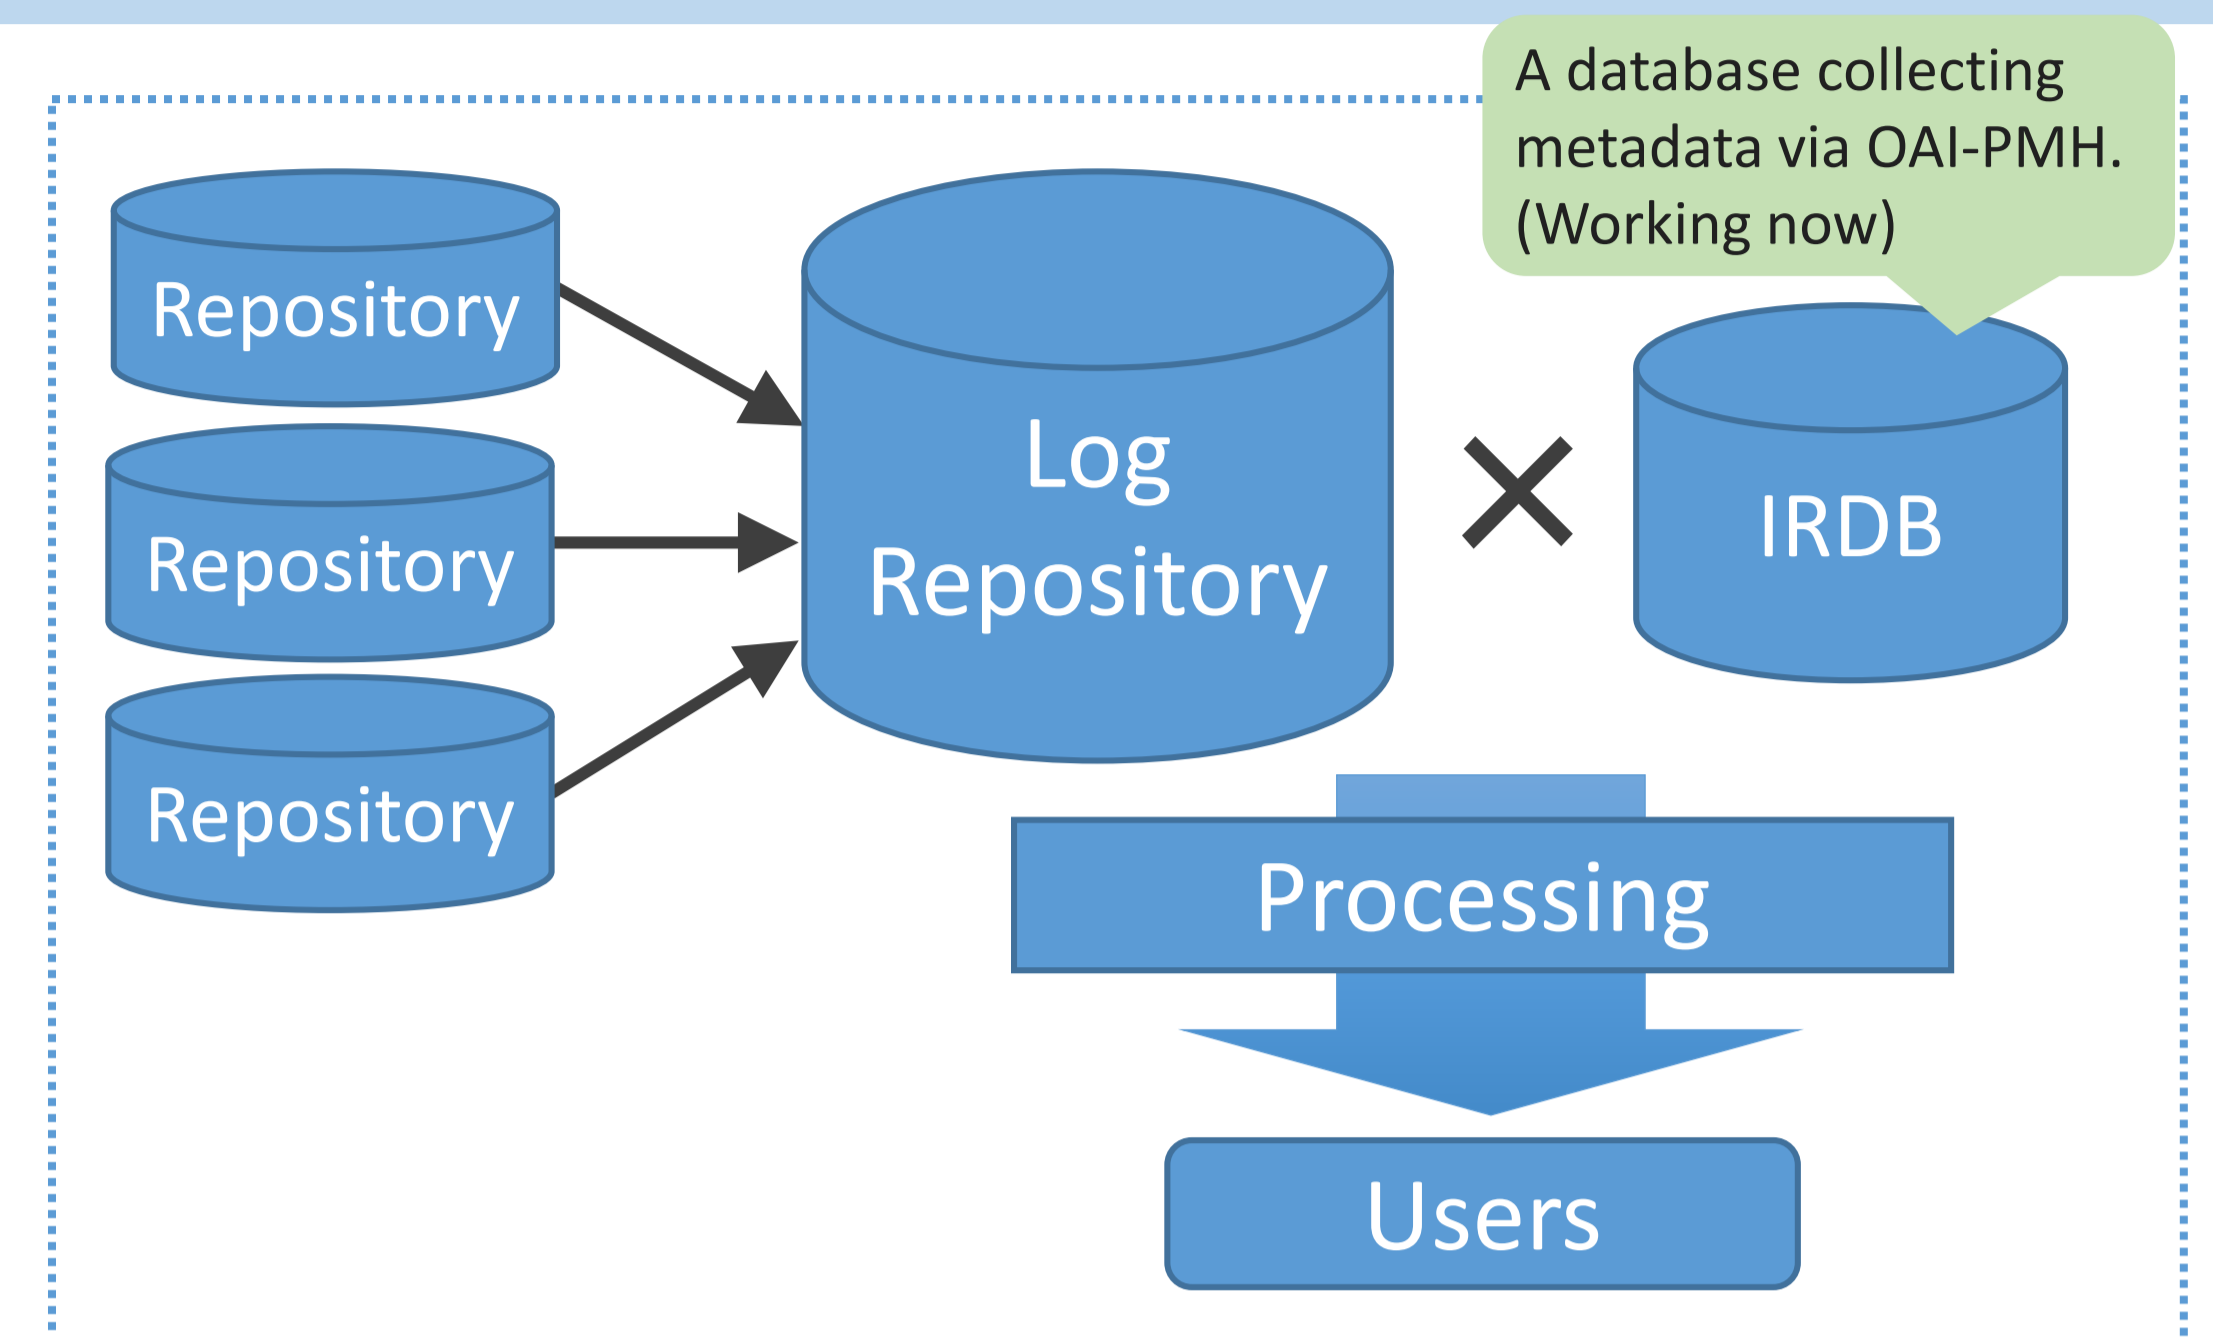 A database collecting
metadata via OAI-PMH.
(Working now)
Repository
Repository
Repository
Log
Repository
×
IRDB
Processing
Users